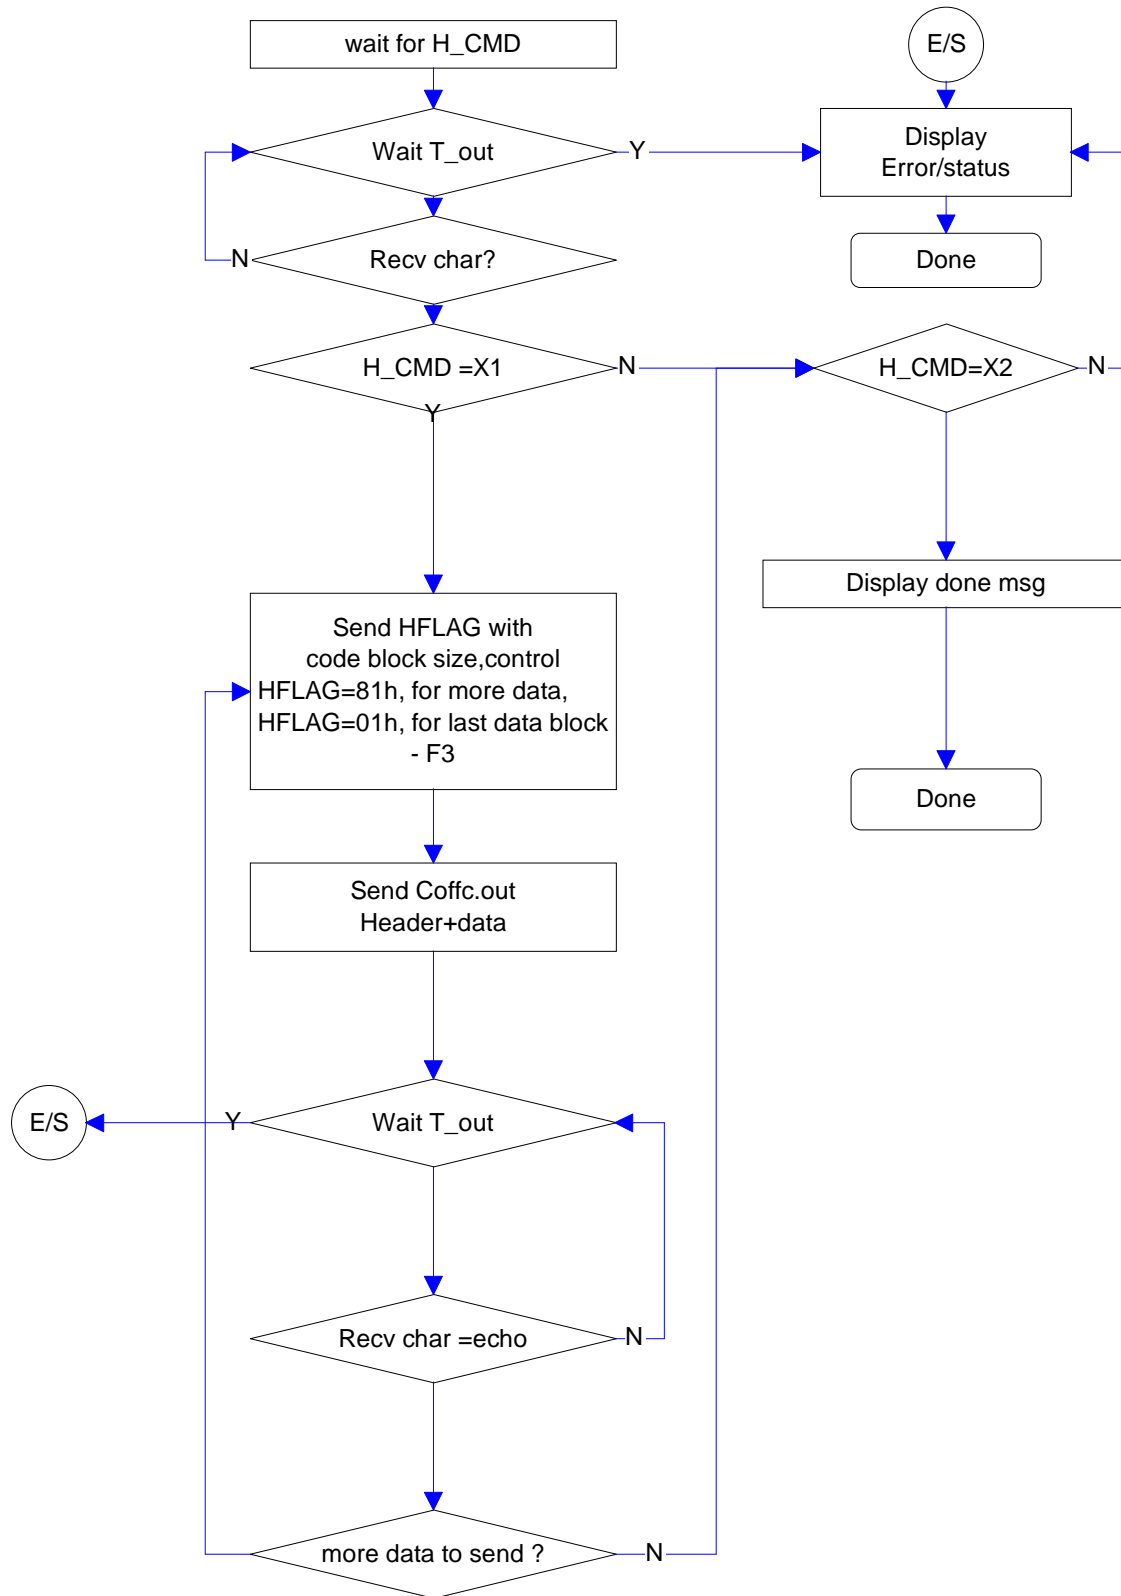 wait for H_CMD
E/S
Wait T_out
Y
Display
Error/status
N
Recv char?
Done
H_CMD =X1
N
H_CMD=X2
N
Y
Display done msg
Send HFLAG with
code block size,control
HFLAG=81h, for more data,
HFLAG=01h, for last data block
- F3
Done
Send Coffc.out
Header+data
E/S
Y
Wait T_out
Recv char =echo
N
more data to send ?
N